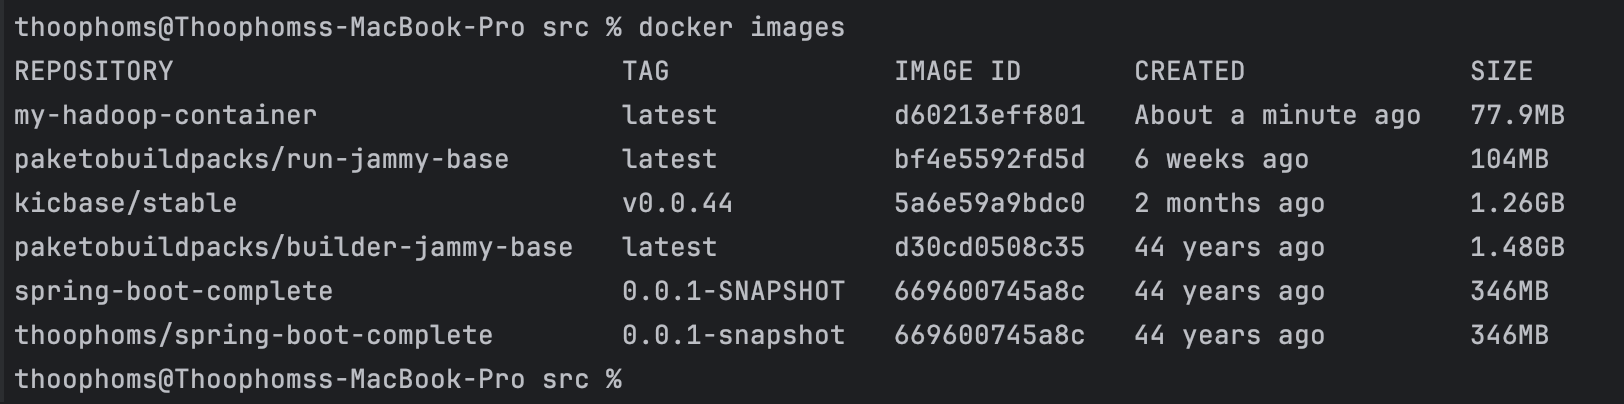 thoophoms@Thoophomss-MacBook-Pro src % docker images
REPOSITORY TAG IMAGE ID CREATED SIZE
my-hadoop-container latest d60213eff801 About a minute ago 77.9MB
paketobuildpacks/run-jammy-base latest bf4e5592fd5d 6 weeks ago 104MB
kicbase/stable v0.0.44 5a6e59a9bdc0 2 months ago 1.26GB
paketobuildpacks/builder-jammy-base latest d30cd0508c35 44 years ago 1.48GB
spring-boot-complete 0.0.1-SNAPSHOT 669600745a8c 44 years ago 346MB
thoophoms/spring-boot-complete 0.0.1-snapshot 669600745a8c 44 years ago 346MB
thoophoms@Thoophomss-MacBook-Pro src %